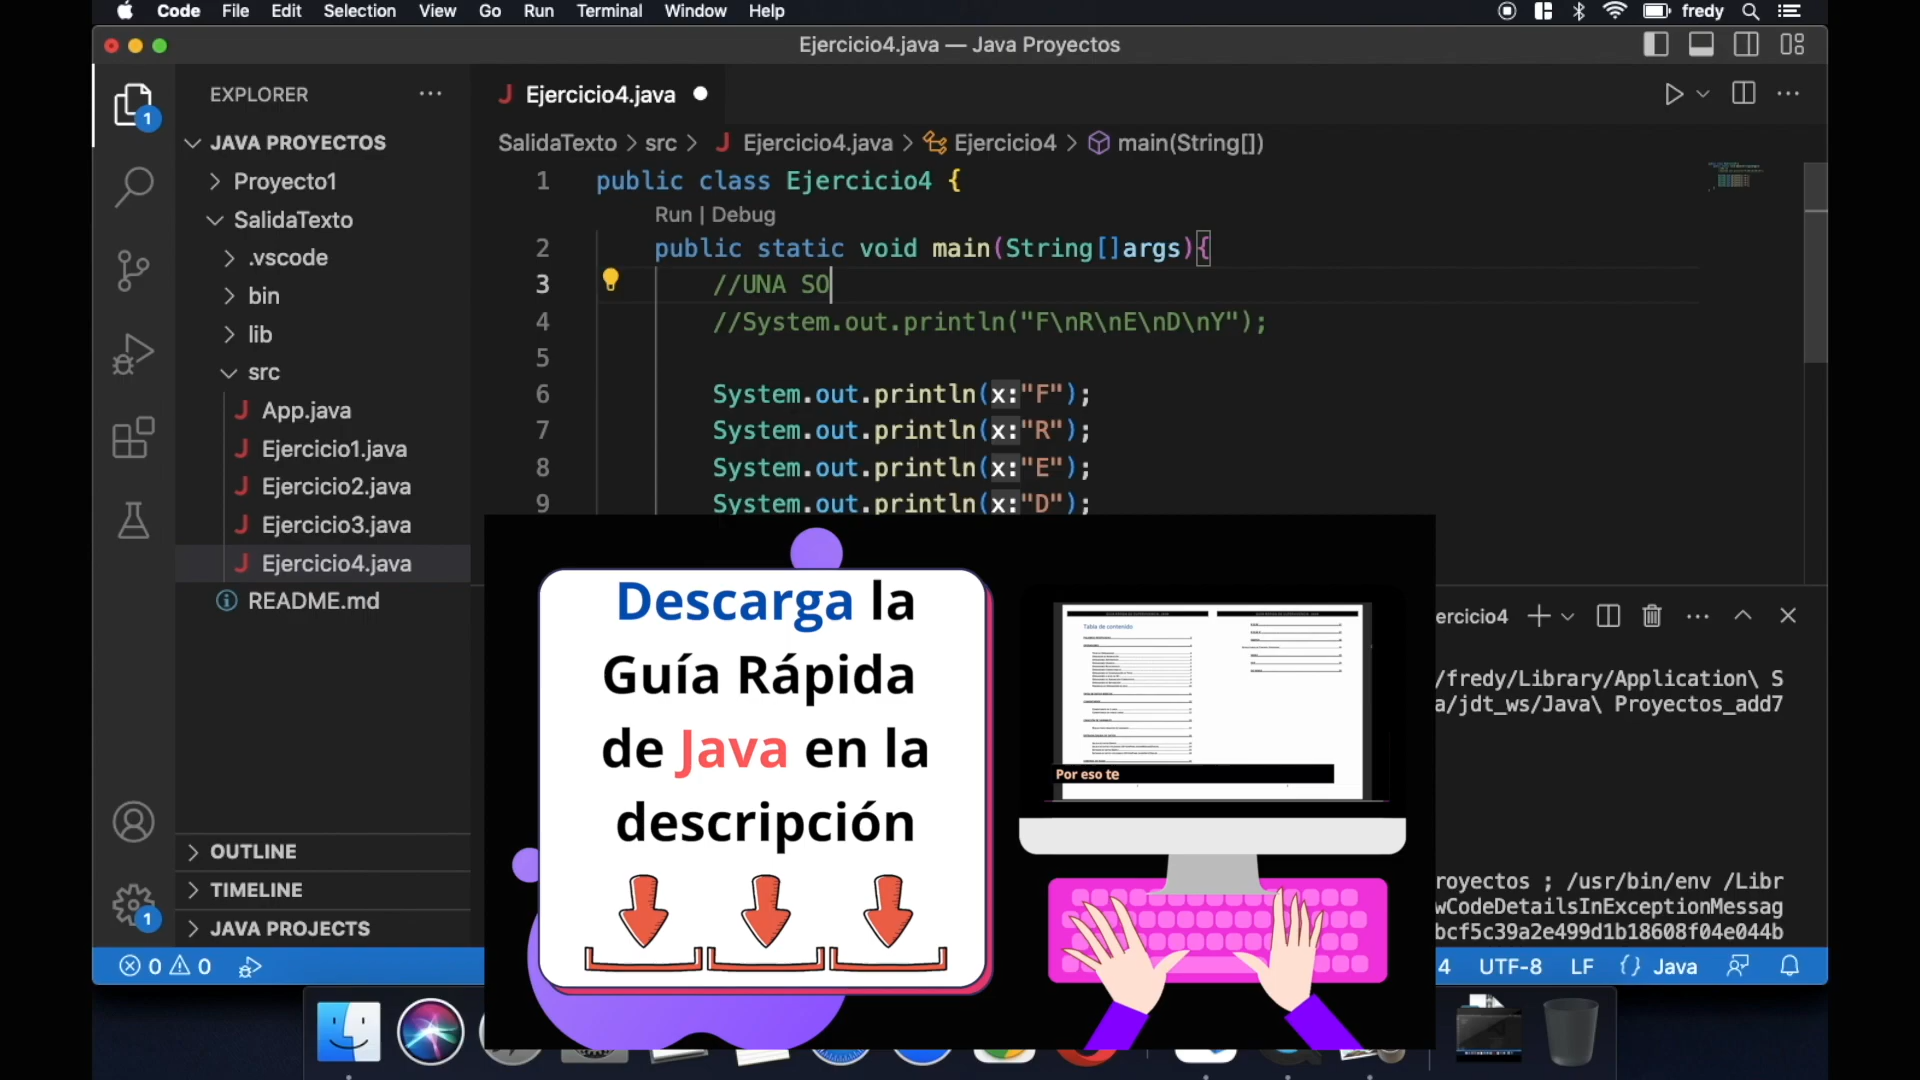 Code File Edit Selection View Go Run Terminal Window Help fredy
Ejercicio4.java — Java Proyectos
EXPLORER
Ejercicio4.java
JAVA PROYECTOS
SalidaTexto > src > J Ejercicio4.java > Ejercicio4 > main(String[])
Proyecto1
SalidaTexto
.vscode
bin
lib
src
J App.java
J Ejercicio1.java
J Ejercicio2.java
J Ejercicio3.java
J Ejercicio4.java
README.md
OUTLINE
TIMELINE
JAVA PROJECTS
1 public class Ejercicio4 {
Run | Debug
2 public static void main(String[]args){
3 //UNA SO
4 //System.out.println("F\nR\nE\nD\nY");
5
6 System.out.println(x:"F");
7 System.out.println(x:"R");
8 System.out.println(x:"E");
9 System.out.println(x:"D");
Descarga la
Guía Rápida
de Java en la
descripción
Tabla de contenido
Por eso te
ercicio4
/fredy/Library/Application\ S
a/jdt_ws/Java\ Proyectos_add7
royectos ; /usr/bin/env /Libr
wCodeDetailsInExceptionMessag
bcf5c39a2e499d1b18608f04e044b
0 0
4 UTF-8 LF {} Java
1
1